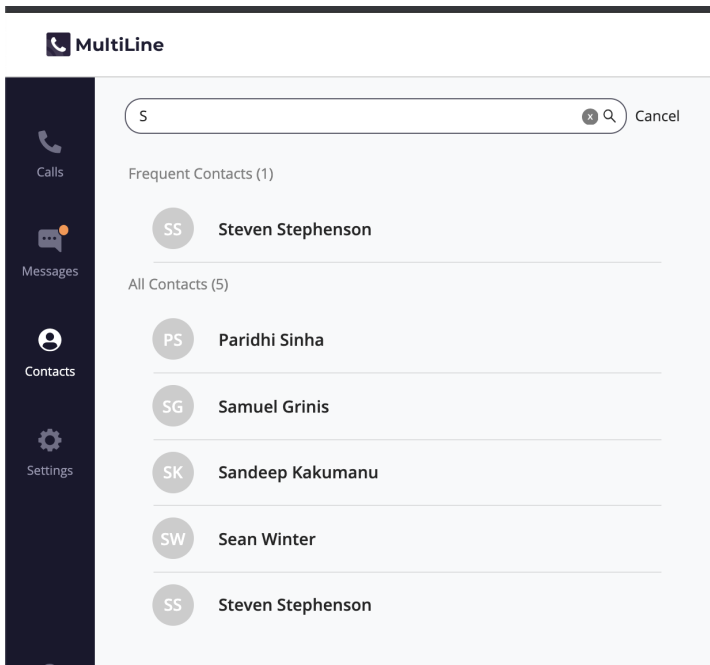 MultiLine
S
x
Cancel
Calls
Messages
Contacts
Settings
Frequent Contacts (1)
SS Steven Stephenson
All Contacts (5)
PS Paridhi Sinha
SG Samuel Grinis
SK Sandeep Kakumanu
SW Sean Winter
SS Steven Stephenson